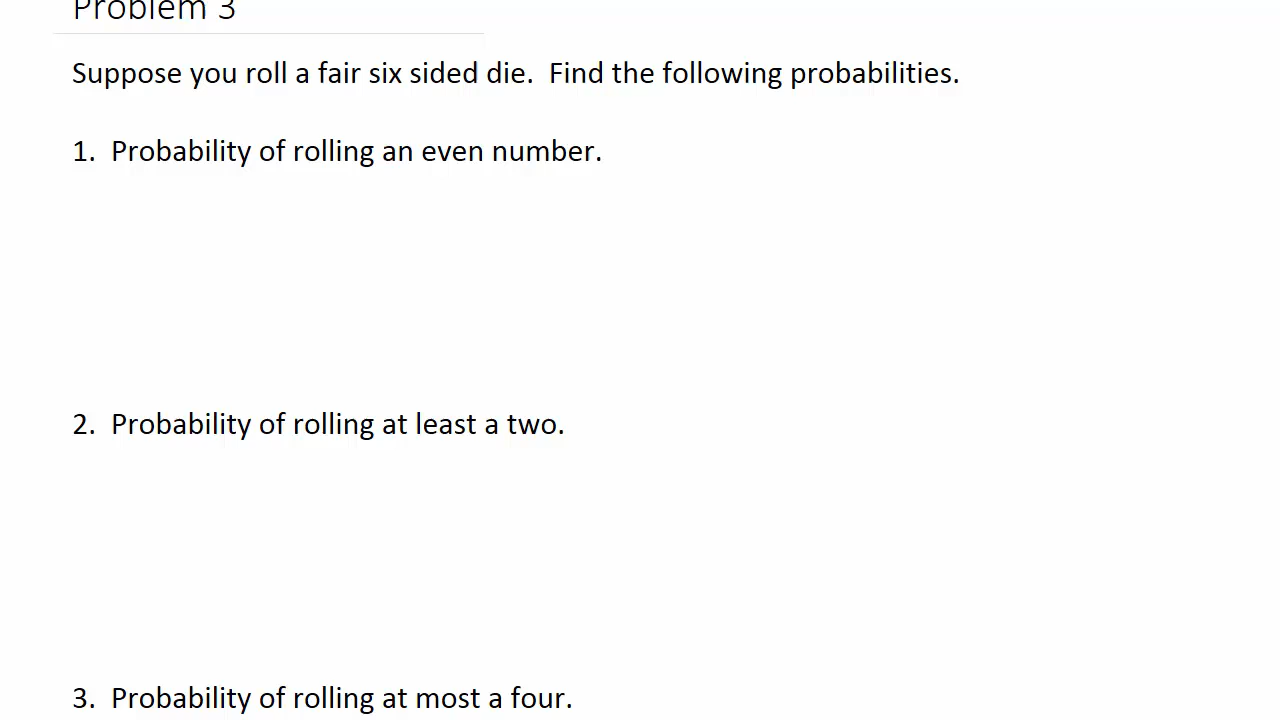 Problem 3
Suppose you roll a fair six sided die.  Find the following probabilities.
1.  Probability of rolling an even number.
2.  Probability of rolling at least a two.
3.  Probability of rolling at most a four.